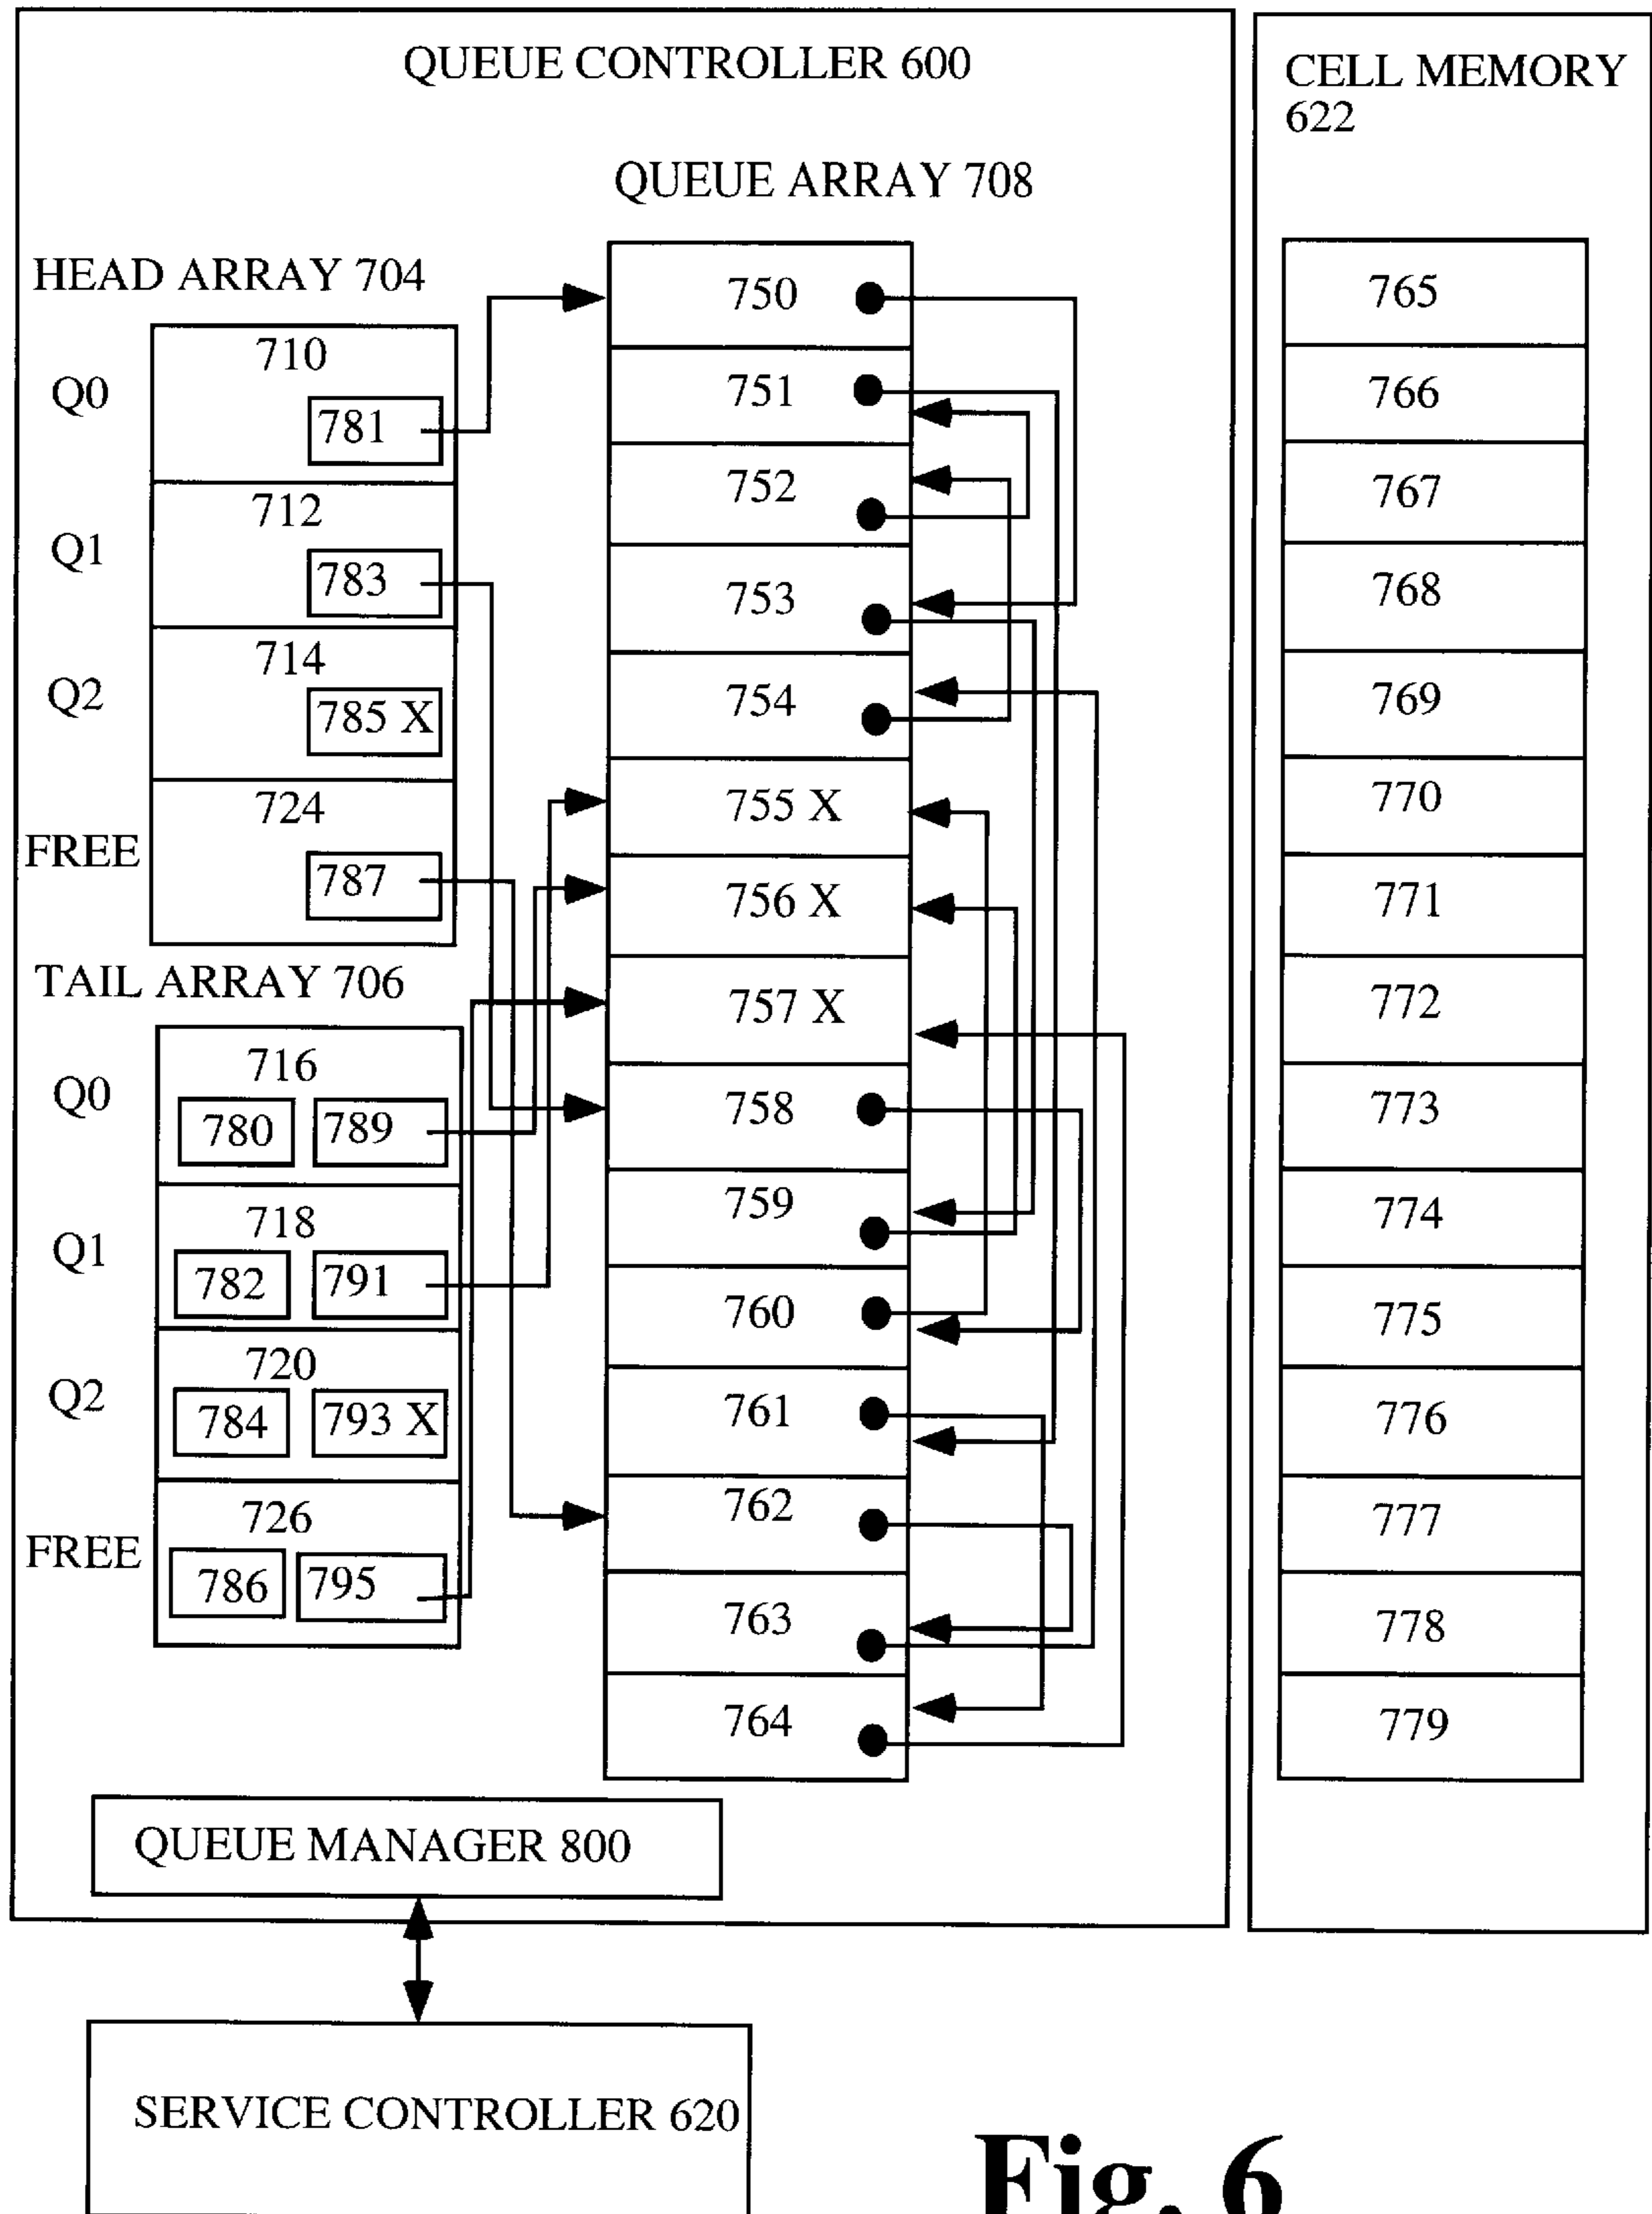 QUEUE CONTROLLER 600
CELL MEMORY
622
QUEUE ARRAY 708
HEAD ARRAY 704
Q0
710
781
Q1
712
783
Q2
714
785 X
FREE
724
787
TAIL ARRAY 706
Q0
716
780
789
Q1
718
782
791
Q2
720
784
793 X
FREE
726
786
795
750
751
752
753
754
755 X
756 X
757 X
758
759
760
761
762
763
764
765
766
767
768
769
770
771
772
773
774
775
776
777
778
779
QUEUE MANAGER 800
SERVICE CONTROLLER 620
Fig. 6